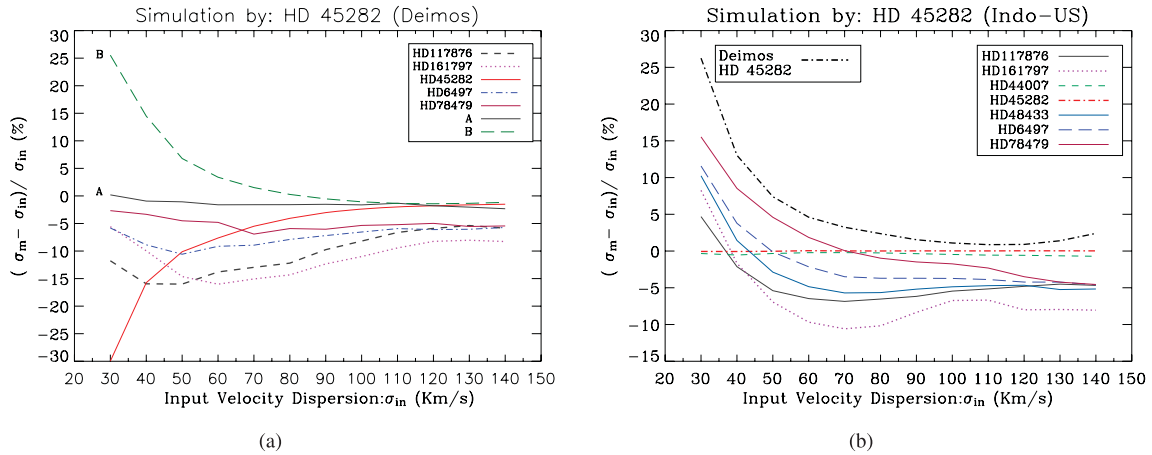 Simulation by: HD 45282 (Deimos)
( σm− σin)/ σin (%)
30
25
20
15
10
5
0
−5
−10
−15
−20
−25
−30
B
A
HD117876
HD161797
HD45282
HD6497
HD78479
A
B
20 30 40 50 60 70 80 90 100 110 120 130 140 150
Input Velocity Dispersion:σin (Km/s)
(a)
Simulation by: HD 45282 (Indo−US)
( σm− σin)/ σin (%)
30
25
20
15
10
5
0
−5
−10
−15
Deimos
HD 45282
HD117876
HD161797
HD44007
HD45282
HD48433
HD6497
HD78479
20 30 40 50 60 70 80 90 100 110 120 130 140 150
Input Velocity Dispersion:σin (Km/s)
(b)